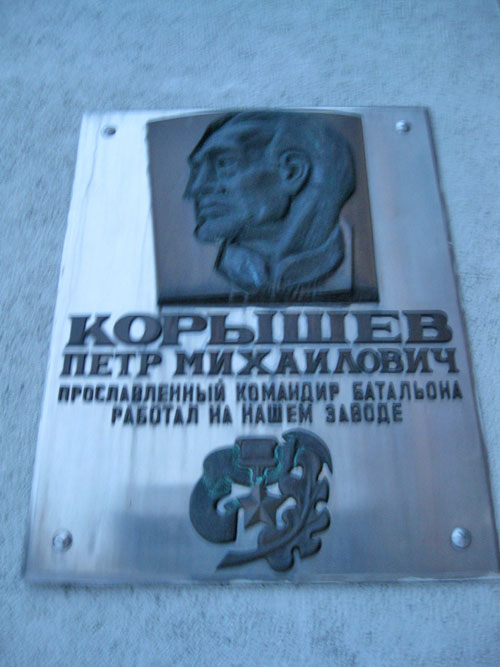 КОРЫШЕВ
ПЕТР МИХАИЛОВИЧ
ПРОСЛАВЛЕННЫЙ КОМАНДИР БАТАЛЬОНА
РАБОТАЛ НА НАШЕМ ЗАВОДЕ